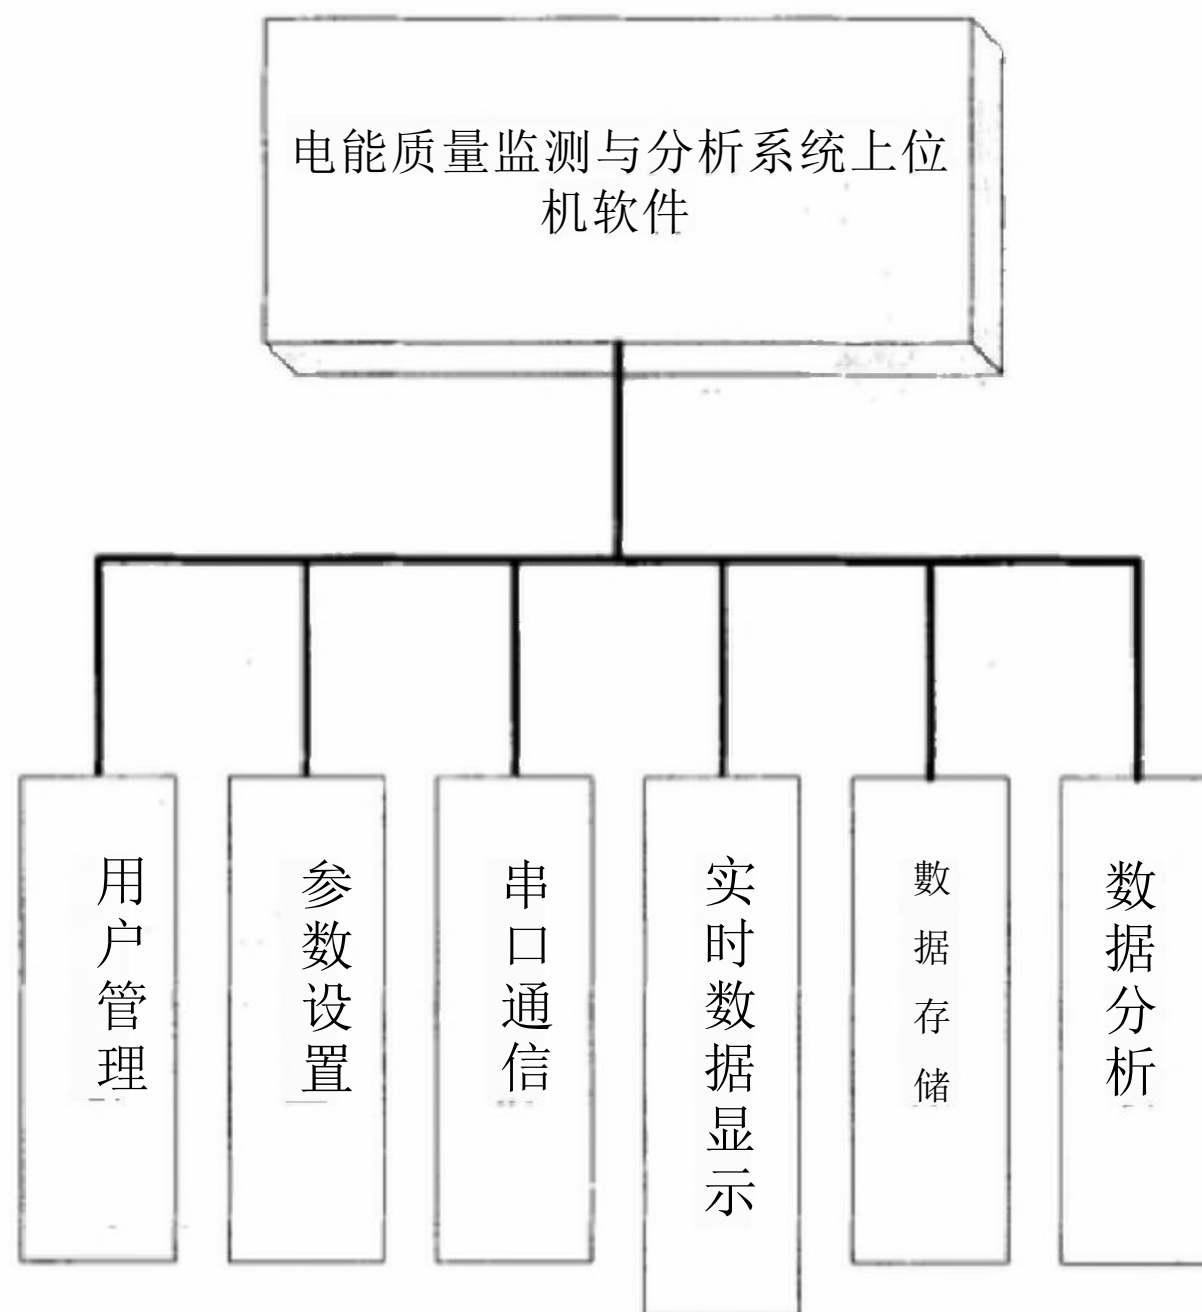 电能质量监测与分析系统上位
机软件
用户管理
参数设置
串口通信
实时数据显示
數据存储
数据分析